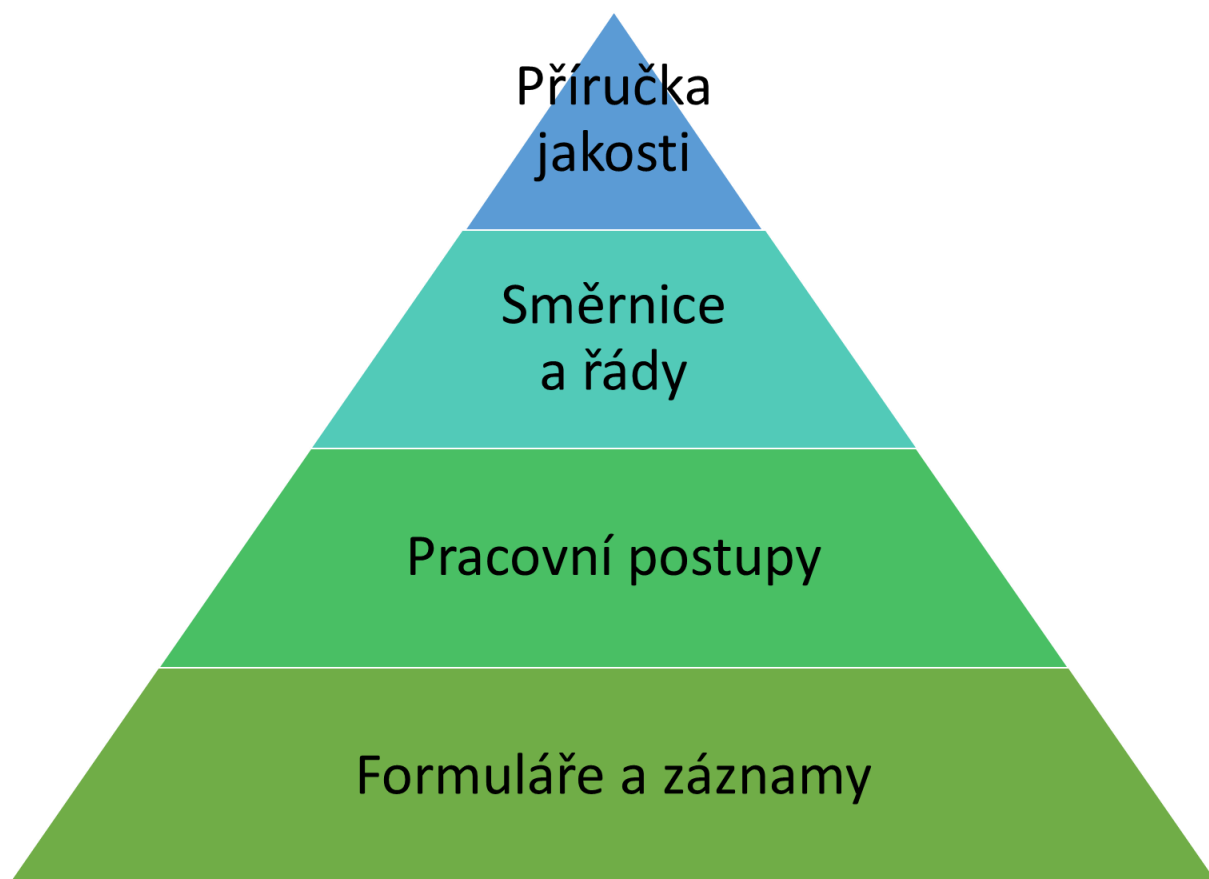 Příručka
jakosti
Směrnice
a řády
Pracovní postupy
Formuláře a záznamy